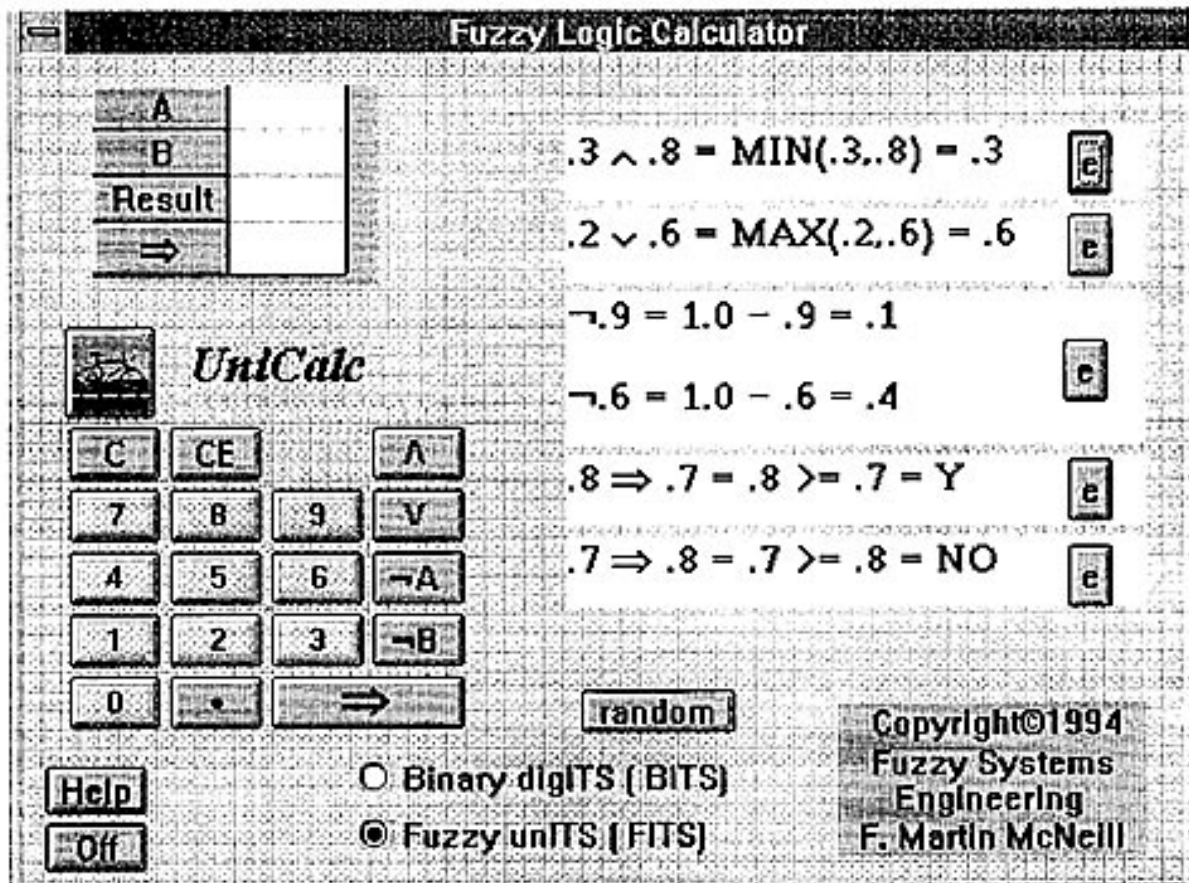 Fuzzy Logic Calculator
A
B
Result
⇒
.3 ∧ .8 = MIN(.3,.8) = .3
e
.2 ∨ .6 = MAX(.2,.6) = .6
e
¬.9 = 1.0 − .9 = .1
¬.6 = 1.0 − .6 = .4
e
.8 ⇒ .7 = .8 >= .7 = Y
e
.7 ⇒ .8 = .7 >= .8 = NO
e
UniCalc
C CE Λ
7 8 9 V
4 5 6 ¬A
1 2 3 ¬B
0 . ⇒
random
Help
Off
Binary digITS ( BITS)
Fuzzy unITS ( FITS)
Copyright©1994
Fuzzy Systems
Engineering
F. Martin McNeill